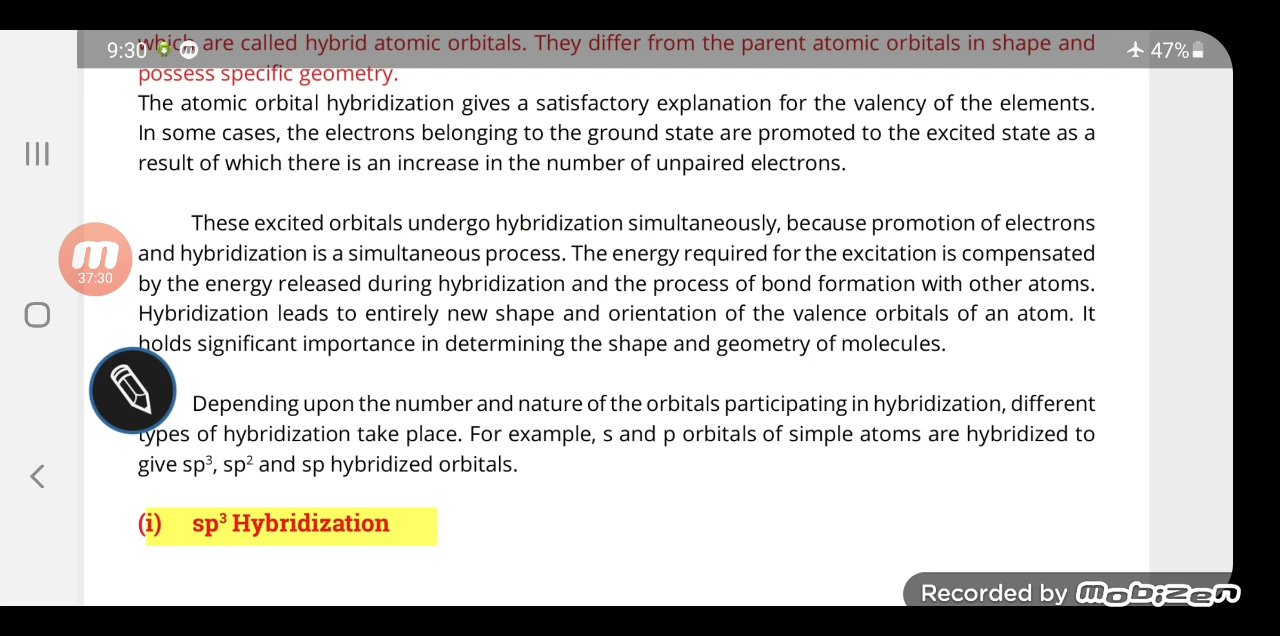 9:30
47%
which are called hybrid atomic orbitals. They differ from the parent atomic orbitals in shape and
possess specific geometry.
The atomic orbital hybridization gives a satisfactory explanation for the valency of the elements.
In some cases, the electrons belonging to the ground state are promoted to the excited state as a
result of which there is an increase in the number of unpaired electrons.
These excited orbitals undergo hybridization simultaneously, because promotion of electrons
and hybridization is a simultaneous process. The energy required for the excitation is compensated
37:30
by the energy released during hybridization and the process of bond formation with other atoms.
Hybridization leads to entirely new shape and orientation of the valence orbitals of an atom. It
holds significant importance in determining the shape and geometry of molecules.
Depending upon the number and nature of the orbitals participating in hybridization, different
types of hybridization take place. For example, s and p orbitals of simple atoms are hybridized to
give sp³, sp² and sp hybridized orbitals.
(i) sp³ Hybridization
Recorded by Mobizen